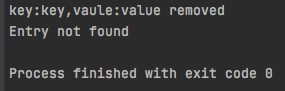 key:key,vaule:value removed
Entry not found
Process finished with exit code 0